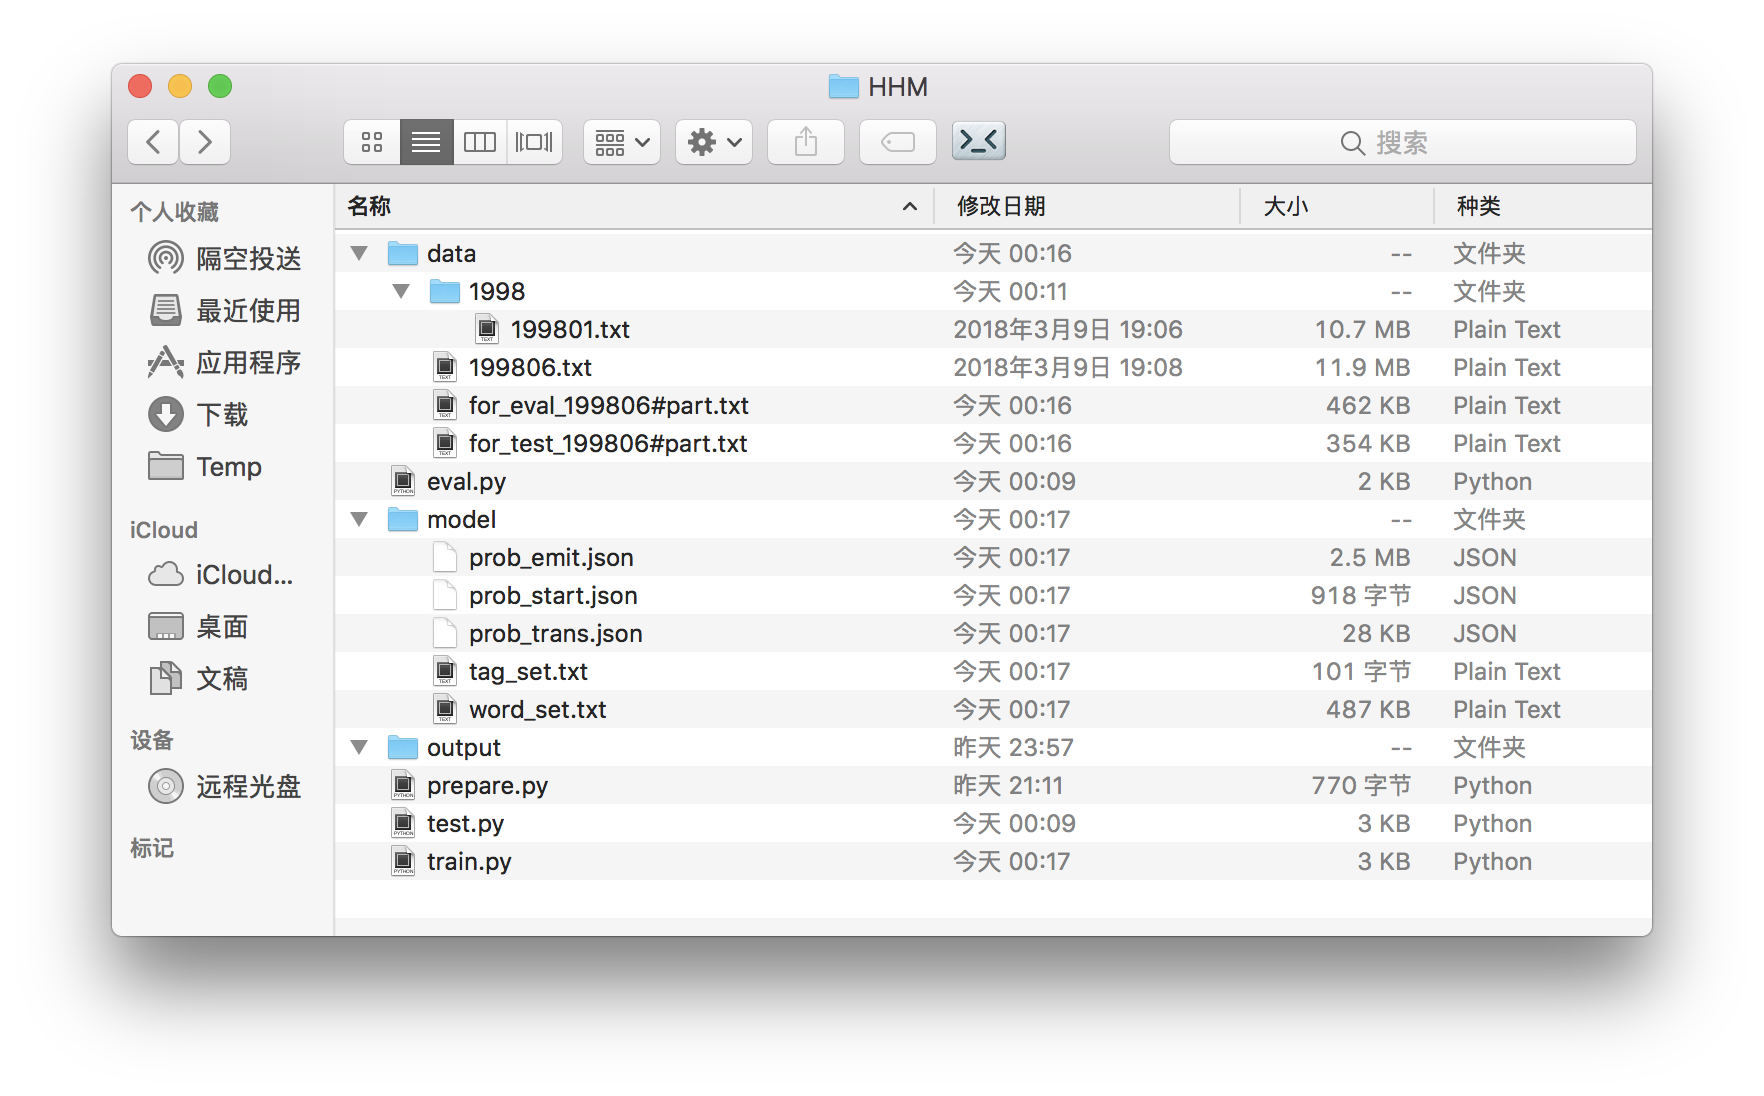 HHM
搜索
个人收藏
隔空投送
最近使用
应用程序
下载
Temp
iCloud
iCloud...
桌面
文稿
设备
远程光盘
标记
名称 修改日期 大小 种类
data 今天 00:16 -- 文件夹
1998 今天 00:11 -- 文件夹
199801.txt 2018年3月9日 19:06 10.7 MB Plain Text
199806.txt 2018年3月9日 19:08 11.9 MB Plain Text
for_eval_199806#part.txt 今天 00:16 462 KB Plain Text
for_test_199806#part.txt 今天 00:16 354 KB Plain Text
eval.py 今天 00:09 2 KB Python
model 今天 00:17 -- 文件夹
prob_emit.json 今天 00:17 2.5 MB JSON
prob_start.json 今天 00:17 918 字节 JSON
prob_trans.json 今天 00:17 28 KB JSON
tag_set.txt 今天 00:17 101 字节 Plain Text
word_set.txt 今天 00:17 487 KB Plain Text
output 昨天 23:57 -- 文件夹
prepare.py 昨天 21:11 770 字节 Python
test.py 今天 00:09 3 KB Python
train.py 今天 00:17 3 KB Python